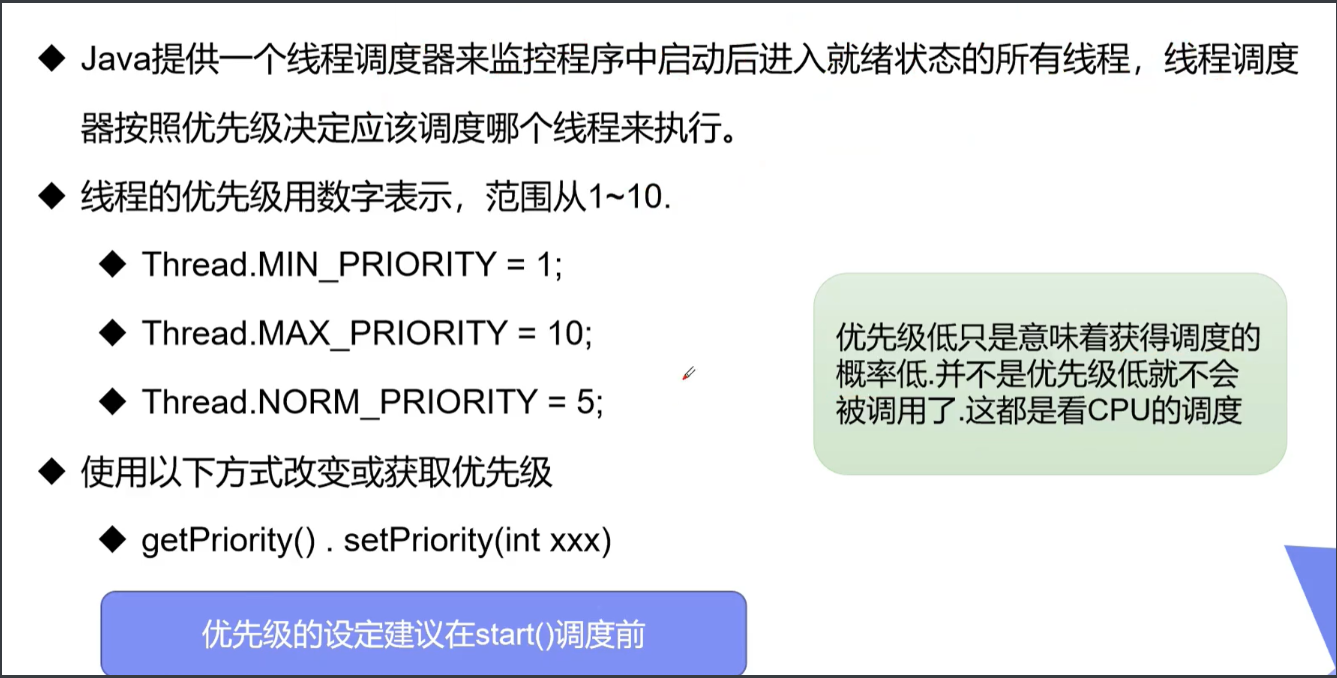 Java提供一个线程调度器来监控程序中启动后进入就绪状态的所有线程，线程调度
器按照优先级决定应该调度哪个线程来执行。
线程的优先级用数字表示，范围从1~10.
Thread.MIN_PRIORITY = 1;
Thread.MAX_PRIORITY = 10;
Thread.NORM_PRIORITY = 5;
优先级低只是意味着获得调度的
概率低.并不是优先级低就不会
被调用了.这都是看CPU的调度
使用以下方式改变或获取优先级
getPriority() . setPriority(int xxx)
优先级的设定建议在start()调度前